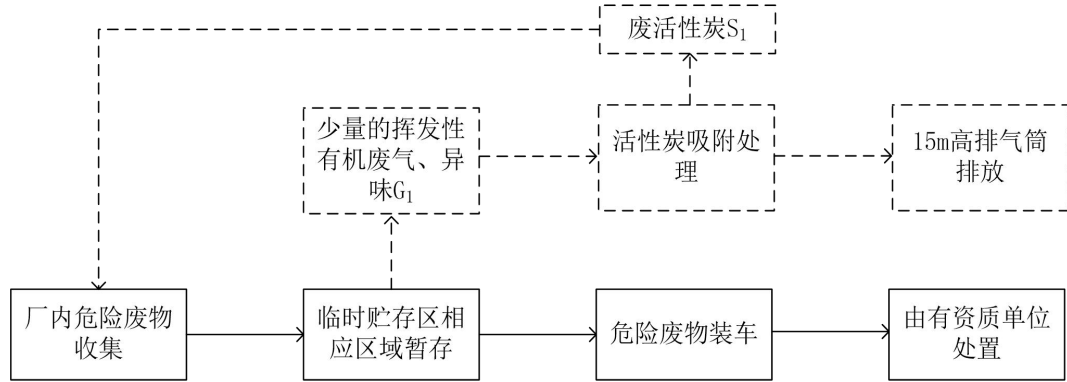 废活性炭S₁
少量的挥发性
有机废气、异
味G₁
活性炭吸附处
理
15m高排气筒
排放
厂内危险废物
收集
临时贮存区相
应区域暂存
危险废物装车
由有资质单位
处置